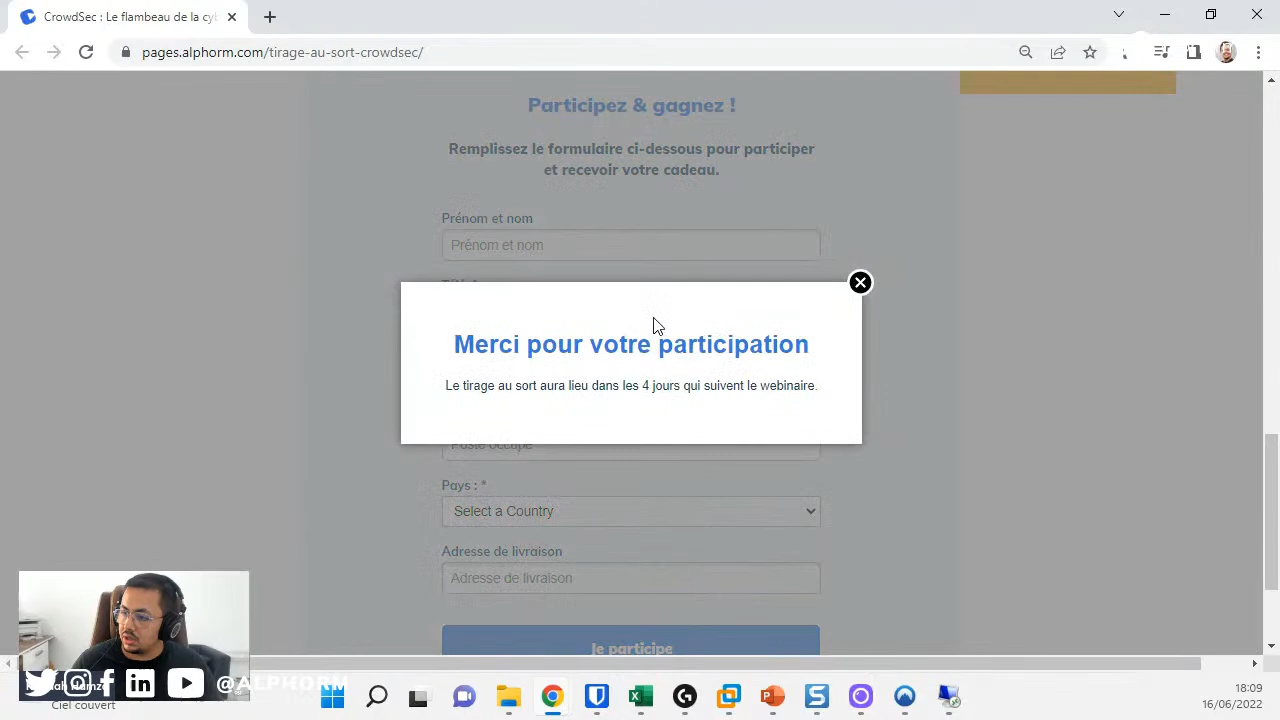 CrowdSec : Le flambeau de la cyb
pages.alphorm.com/tirage-au-sort-crowdsec/
Participez & gagnez !
Remplissez le formulaire ci-dessous pour participer
et recevoir votre cadeau.
Prénom et nom
Prénom et nom
Merci pour votre participation
Le tirage au sort aura lieu dans les 4 jours qui suivent le webinaire.
Poste occupé
Pays : *
Select a Country
Adresse de livraison
Adresse de livraison
Je participe
@ALPHORM
Ciel couvert
18:09
16/06/2022